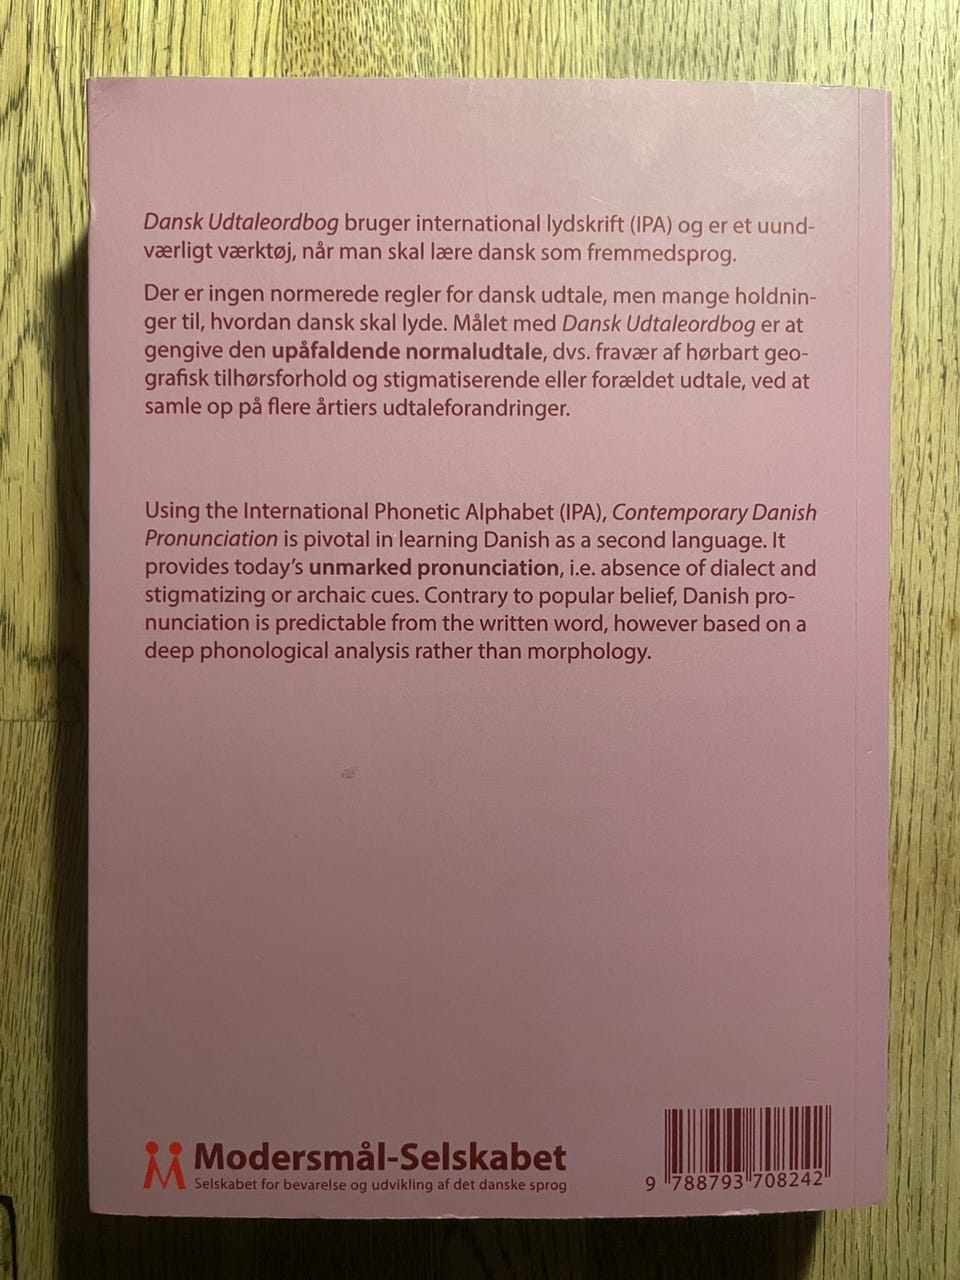 Dansk Udtaleordbog bruger international lydskrift (IPA) og er et uund-
værligt værktøj, når man skal lære dansk som fremmedsprog.
Der er ingen normerede regler for dansk udtale, men mange holdnin-
ger til, hvordan dansk skal lyde. Målet med Dansk Udtaleordbog er at
gengive den upåfaldende normaludtale, dvs. fravær af hørbart geo-
grafisk tilhørsforhold og stigmatiserende eller forældet udtale, ved at
samle op på flere årtiers udtaleforandringer.
Using the International Phonetic Alphabet (IPA), Contemporary Danish
Pronunciation is pivotal in learning Danish as a second language. It
provides today's unmarked pronunciation, i.e. absence of dialect and
stigmatizing or archaic cues. Contrary to popular belief, Danish pro-
nunciation is predictable from the written word, however based on a
deep phonological analysis rather than morphology.
Modersmål-Selskabet
Selskabet for bevarelse og udvikling af det danske sprog
9 788793 708242